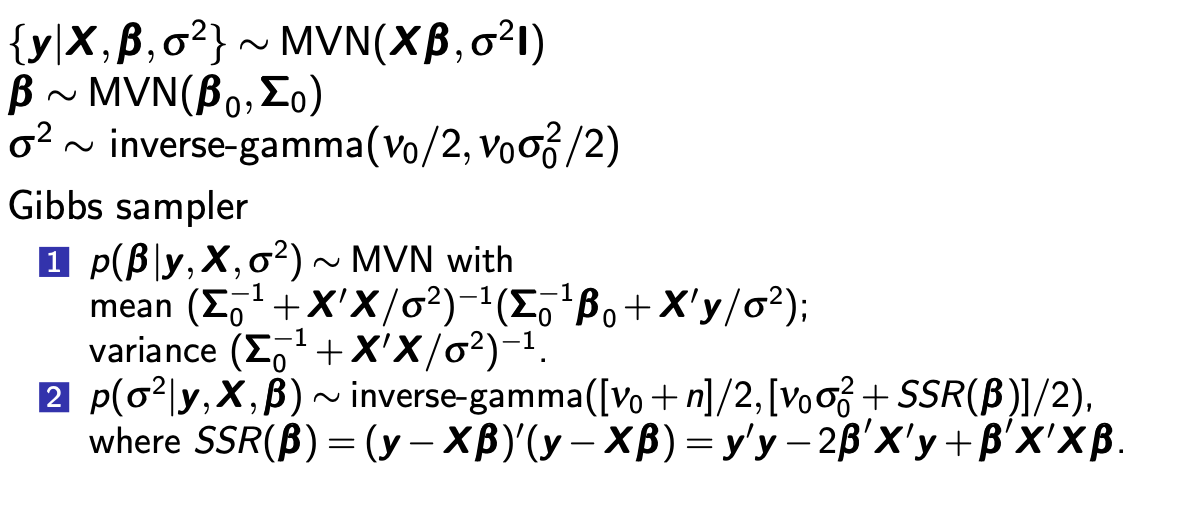 {y|X, β, σ²} ∼ MVN(Xβ, σ²I)
β ∼ MVN(β₀, Σ₀)
σ² ∼ inverse-gamma(ν₀/2, ν₀σ₀²/2)
Gibbs sampler
1 p(β|y, X, σ²) ∼ MVN with
mean (Σ₀⁻¹ + X′X/σ²)⁻¹(Σ₀⁻¹β₀ + X′y/σ²);
variance (Σ₀⁻¹ + X′X/σ²)⁻¹.
2 p(σ²|y, X, β) ∼ inverse-gamma([ν₀ + n]/2, [ν₀σ₀² + SSR(β)]/2),
where SSR(β) = (y − Xβ)′(y − Xβ) = y′y − 2β′X′y + β′X′Xβ.